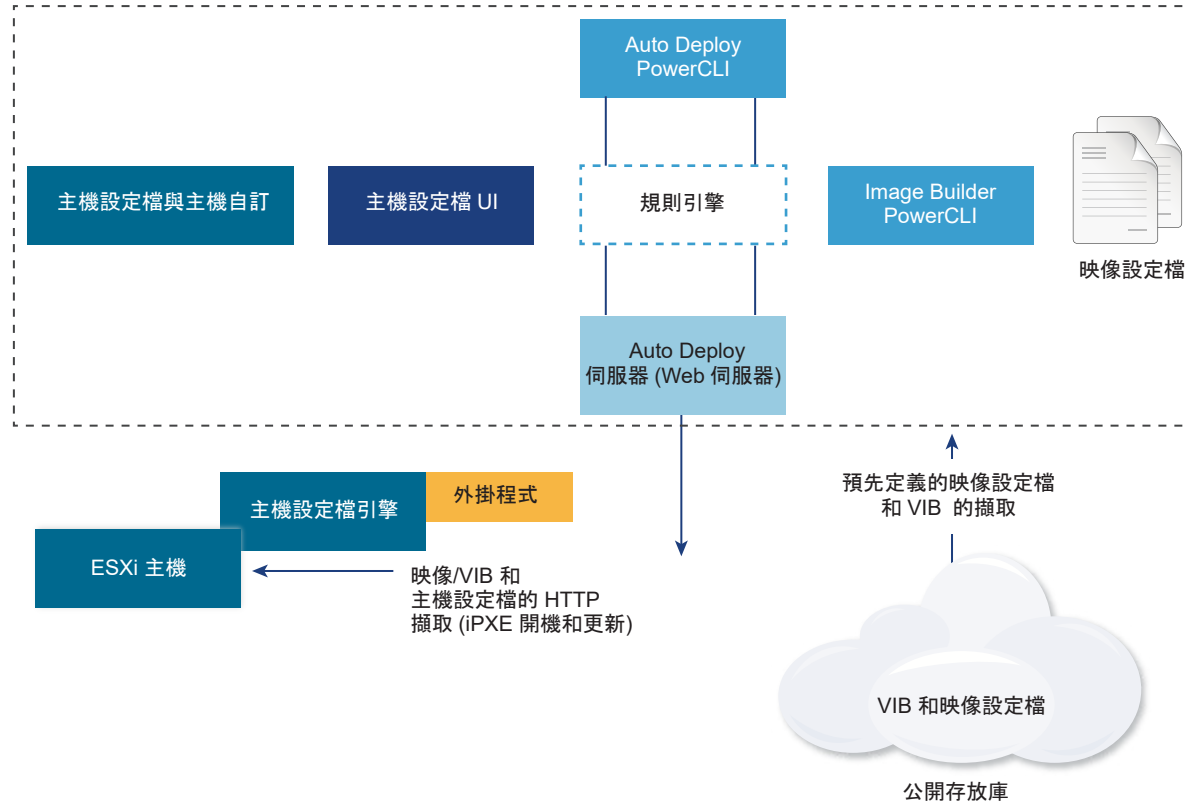 Auto Deploy
PowerCLI
主機設定檔與主機自訂
主機設定檔 UI
規則引擎
Image Builder
PowerCLI
映像設定檔
Auto Deploy
伺服器 (Web 伺服器)
主機設定檔引擎
外掛程式
ESXi 主機
映像/VIB 和
主機設定檔的 HTTP
擷取 (iPXE 開機和更新)
預先定義的映像設定檔
和 VIB 的擷取
VIB 和映像設定檔
公開存放庫